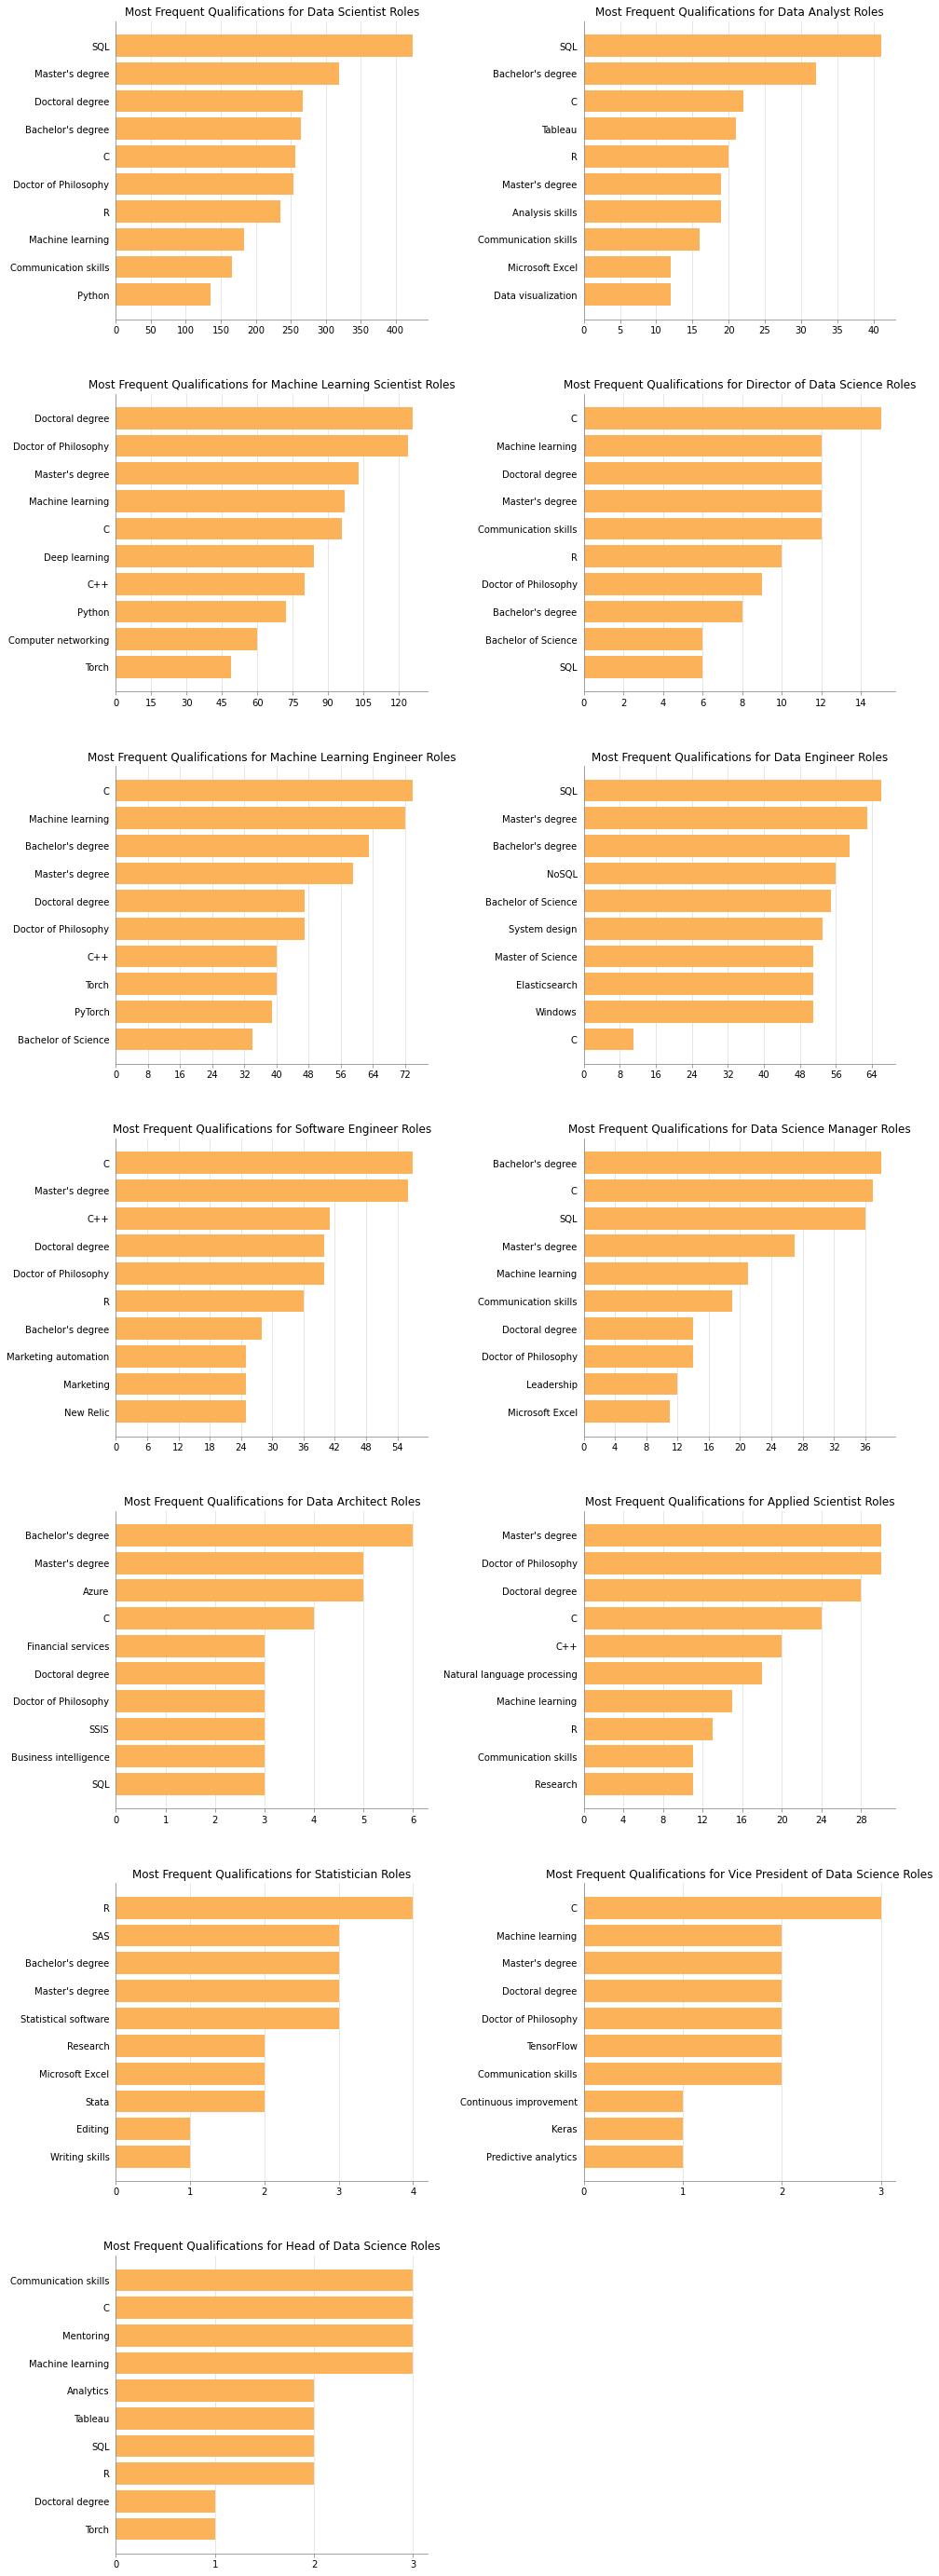 Most Frequent Qualifications for Data Scientist Roles
SQL
Master's degree
Doctoral degree
Bachelor's degree
C
Doctor of Philosophy
R
Machine learning
Communication skills
Python
0 50 100 150 200 250 300 350 400
Most Frequent Qualifications for Data Analyst Roles
SQL
Bachelor's degree
C
Tableau
R
Master's degree
Analysis skills
Communication skills
Microsoft Excel
Data visualization
0 5 10 15 20 25 30 35 40
Most Frequent Qualifications for Machine Learning Scientist Roles
Doctoral degree
Doctor of Philosophy
Master's degree
Machine learning
C
Deep learning
C++
Python
Computer networking
Torch
0 15 30 45 60 75 90 105 120
Most Frequent Qualifications for Director of Data Science Roles
C
Machine learning
Doctoral degree
Master's degree
Communication skills
R
Doctor of Philosophy
Bachelor's degree
Bachelor of Science
SQL
0 2 4 6 8 10 12 14
Most Frequent Qualifications for Machine Learning Engineer Roles
C
Machine learning
Bachelor's degree
Master's degree
Doctoral degree
Doctor of Philosophy
C++
Torch
PyTorch
Bachelor of Science
0 8 16 24 32 40 48 56 64 72
Most Frequent Qualifications for Data Engineer Roles
SQL
Master's degree
Bachelor's degree
NoSQL
Bachelor of Science
System design
Master of Science
Elasticsearch
Windows
C
0 8 16 24 32 40 48 56 64
Most Frequent Qualifications for Software Engineer Roles
C
Master's degree
C++
Doctoral degree
Doctor of Philosophy
R
Bachelor's degree
Marketing automation
Marketing
New Relic
0 6 12 18 24 30 36 42 48 54
Most Frequent Qualifications for Data Science Manager Roles
Bachelor's degree
C
SQL
Master's degree
Machine learning
Communication skills
Doctoral degree
Doctor of Philosophy
Leadership
Microsoft Excel
0 4 8 12 16 20 24 28 32 36
Most Frequent Qualifications for Data Architect Roles
Bachelor's degree
Master's degree
Azure
C
Financial services
Doctoral degree
Doctor of Philosophy
SSIS
Business intelligence
SQL
0 1 2 3 4 5 6
Most Frequent Qualifications for Applied Scientist Roles
Master's degree
Doctor of Philosophy
Doctoral degree
C
C++
Natural language processing
Machine learning
R
Communication skills
Research
0 4 8 12 16 20 24 28
Most Frequent Qualifications for Statistician Roles
R
SAS
Bachelor's degree
Master's degree
Statistical software
Research
Microsoft Excel
Stata
Editing
Writing skills
0 1 2 3 4
Most Frequent Qualifications for Vice President of Data Science Roles
C
Machine learning
Master's degree
Doctoral degree
Doctor of Philosophy
TensorFlow
Communication skills
Continuous improvement
Keras
Predictive analytics
0 1 2 3
Most Frequent Qualifications for Head of Data Science Roles
Communication skills
C
Mentoring
Machine learning
Analytics
Tableau
SQL
R
Doctoral degree
Torch
0 1 2 3